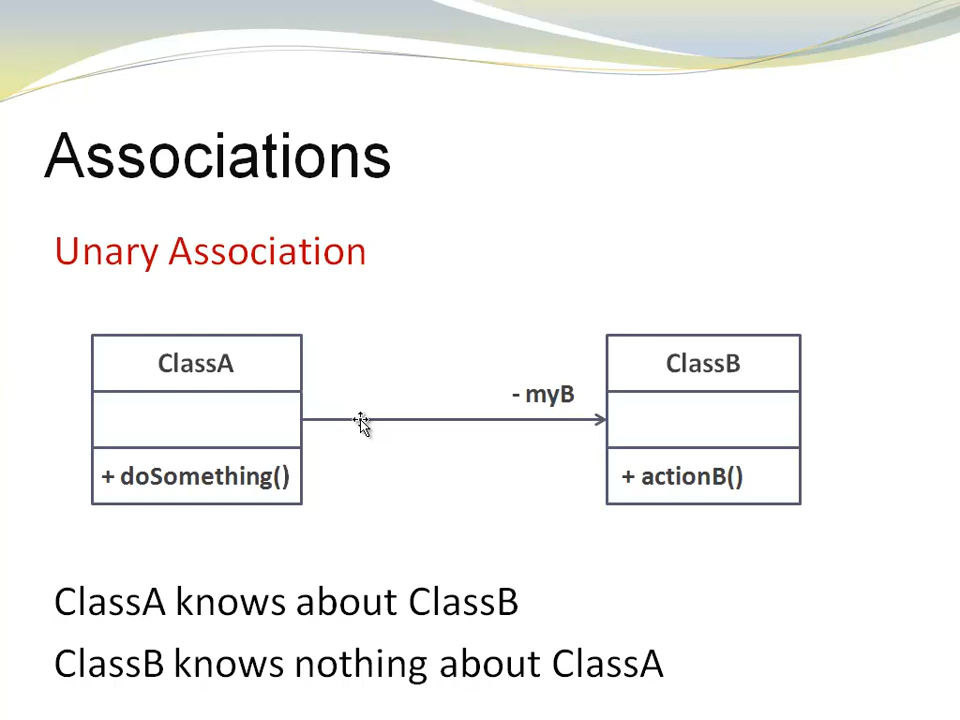 Associations
Unary Association
ClassA
ClassB
- myB
+ doSomething()
+ actionB()
ClassA knows about ClassB
ClassB knows nothing about ClassA